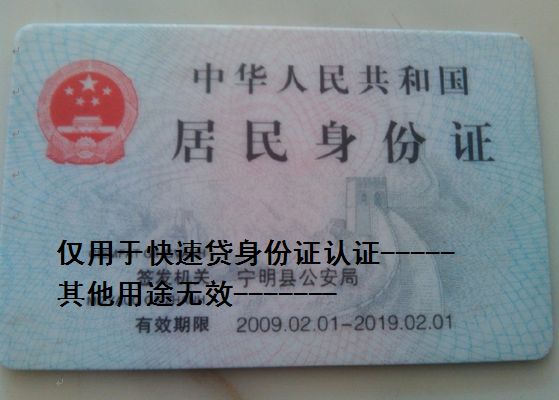 中华人民共和国
居民身份证
仅用于快速贷身份证认证-----
签发机关 宁明县公安局
其他用途无效-------
有效期限 2009.02.01-2019.02.01